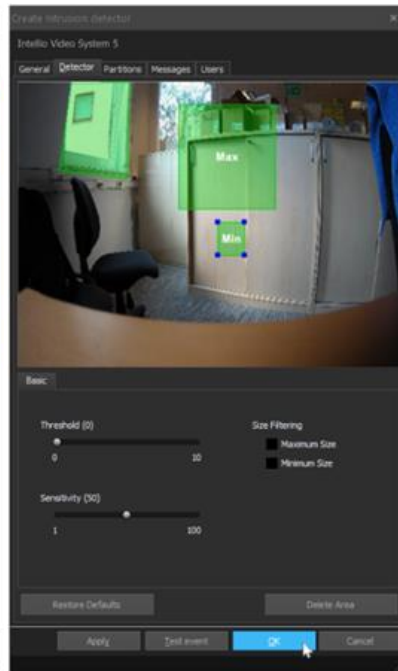 Create Intrusion detector
Intellio Video System 5
General Detector Partitions Messages Users
Max
Min
Basic
Threshold (0)
0 10
Size Filtering
Maximum Size
Minimum Size
Sensitivity (50)
1 100
Restore Defaults Delete Area
Apply Test event OK Cancel